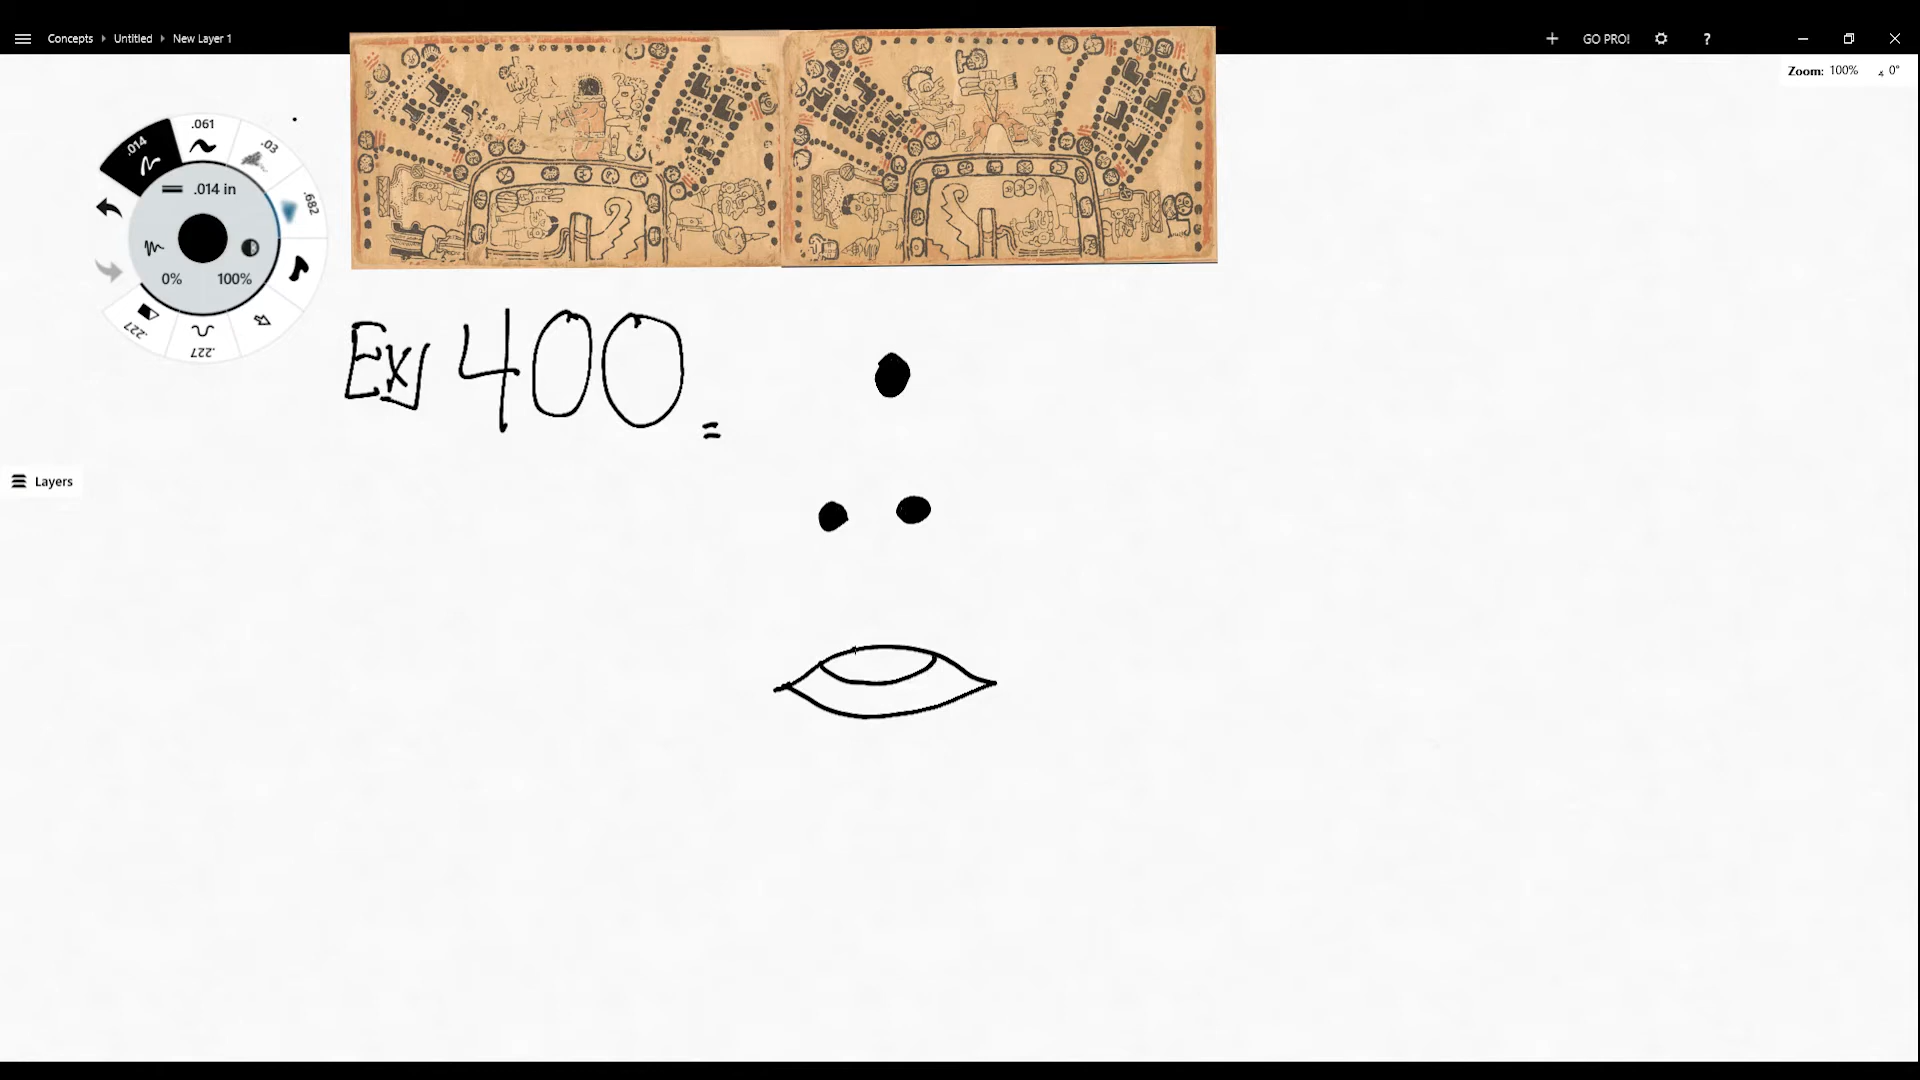 Concepts › Untitled › New Layer 1
GO PRO!
?
Zoom: 100% 0°
.061
.014
.03
.014 in
.682
0% 100%
.227
.227
Ex] 400 =
Layers